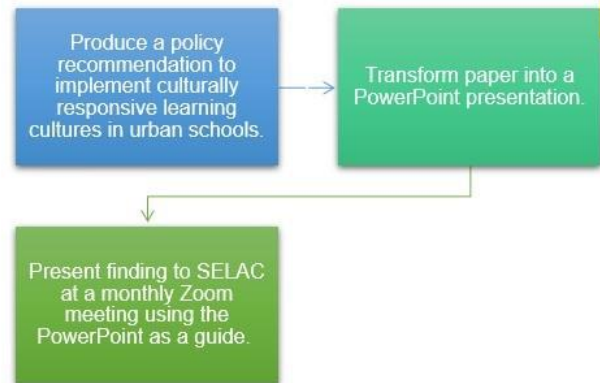 Produce a policy
recommendation to
implement culturally
responsive learning
cultures in urban schools.
Transform paper into a
PowerPoint presentation.
Present finding to SELAC
at a monthly Zoom
meeting using the
PowerPoint as a guide.